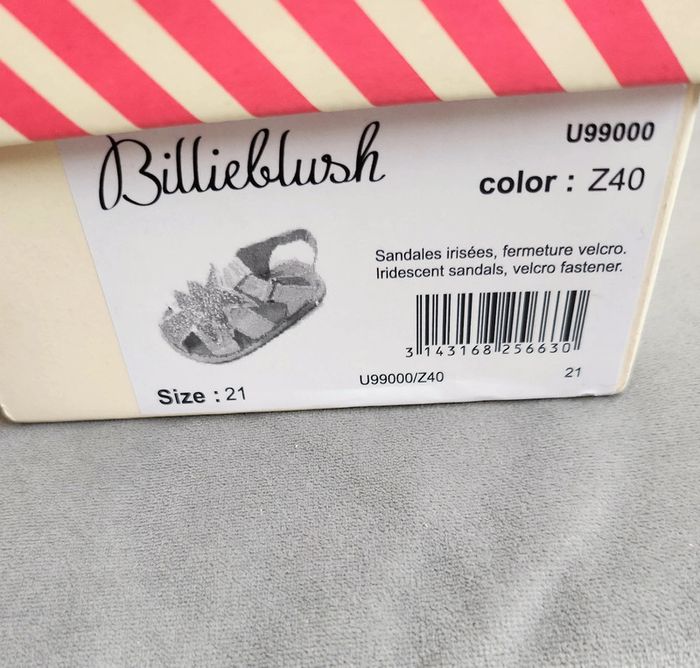 Billieblush
U99000
color : Z40
Sandales irisées, fermeture velcro.
Iridescent sandals, velcro fastener.
3 143168 256630
U99000/Z40
21
Size : 21